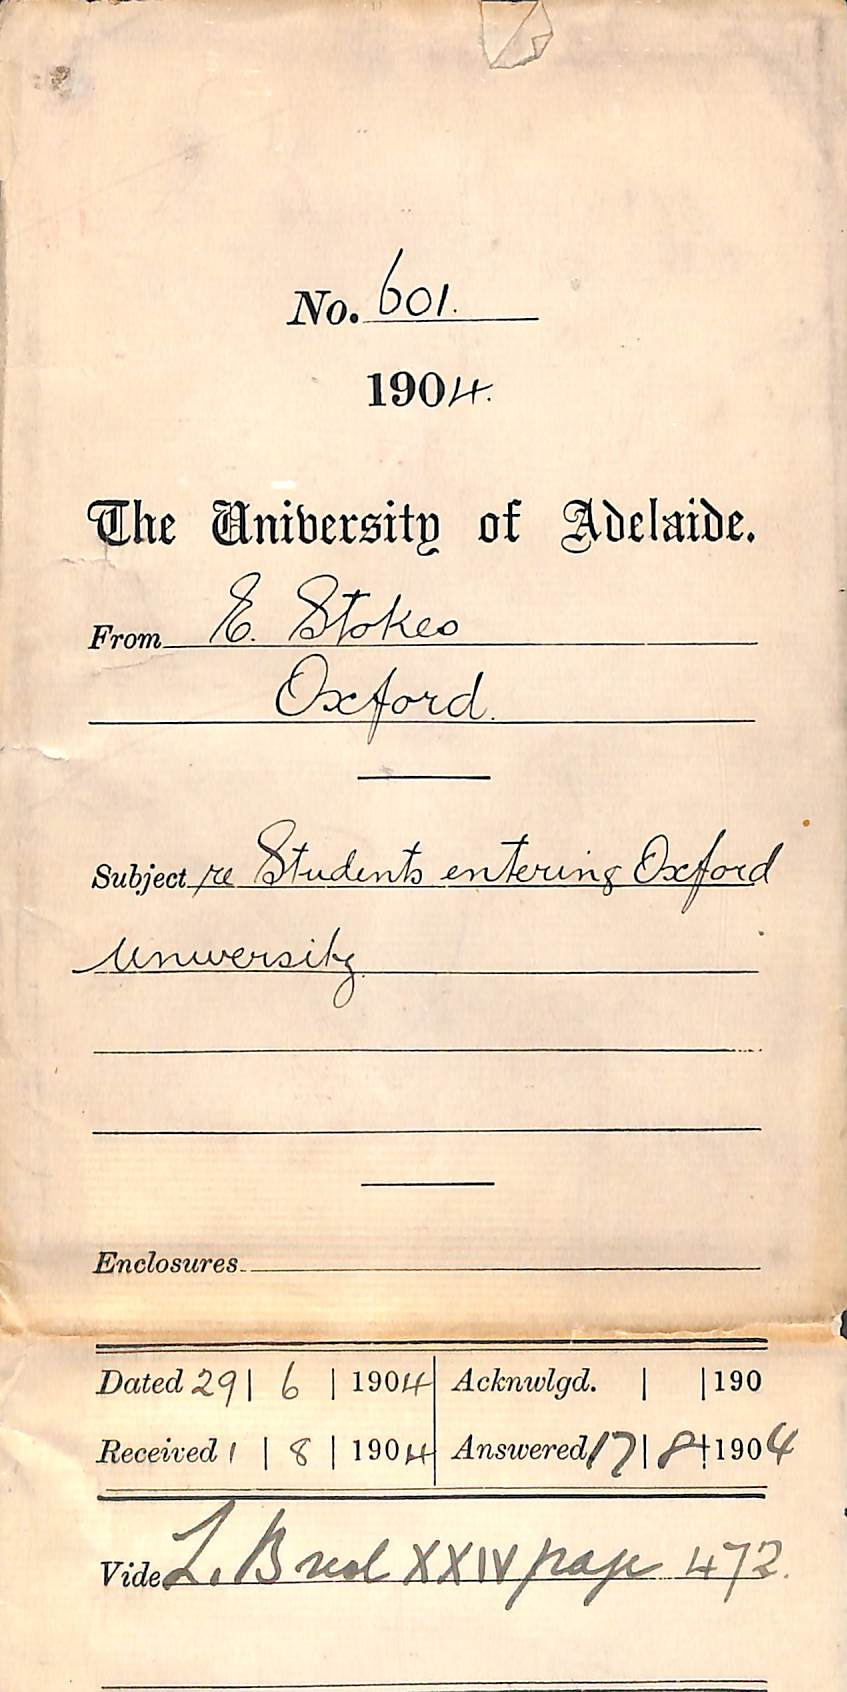 No. 601.
1904.
The University of Adelaide.
From E. Stokes
Oxford.
Subject re Students entering Oxford
University.
Enclosures
Dated 29 | 6 | 1904 Acknwlgd. | | 190
Received 1 | 8 | 1904 Answered 17 | 8 | 1904
Vide L. B vol XXIV page 472.